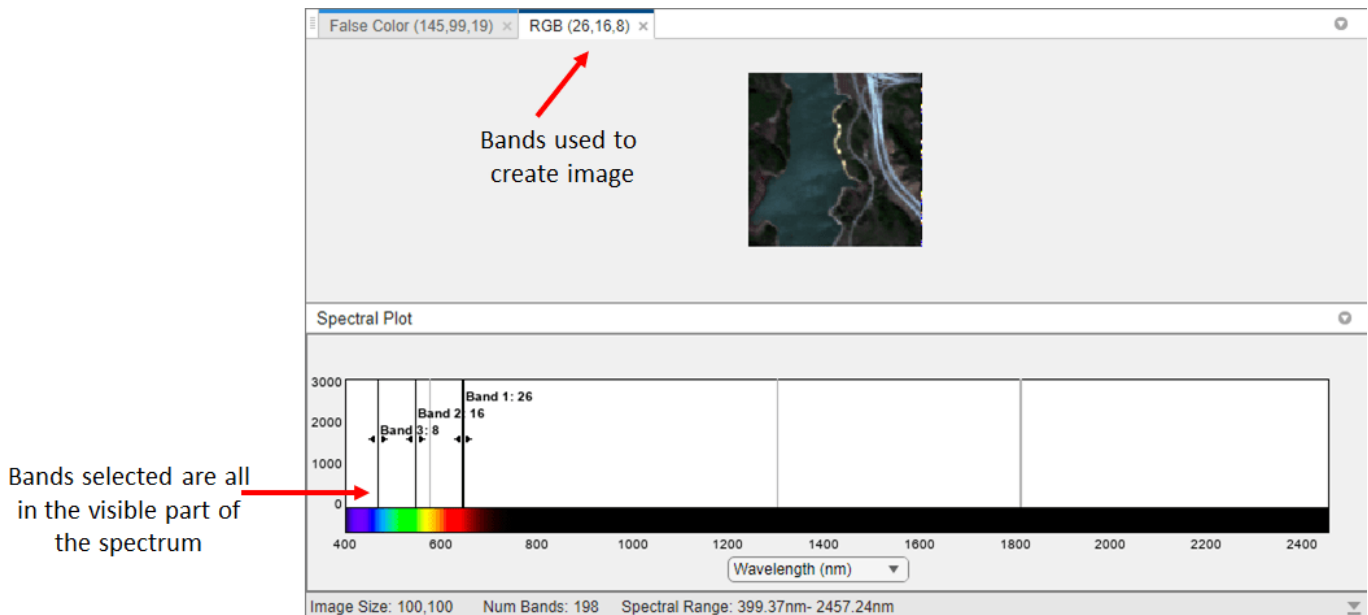 False Color (145,99,19) × RGB (26,16,8) ×
Bands used to
create image
Spectral Plot
3000
2000
1000
0
Band 1: 26
Band 2: 16
Band 3: 8
Bands selected are all
in the visible part of
the spectrum
400 600 800 1000 1200 1400 1600 1800 2000 2200 2400
Wavelength (nm)
Image Size: 100,100 Num Bands: 198 Spectral Range: 399.37nm- 2457.24nm